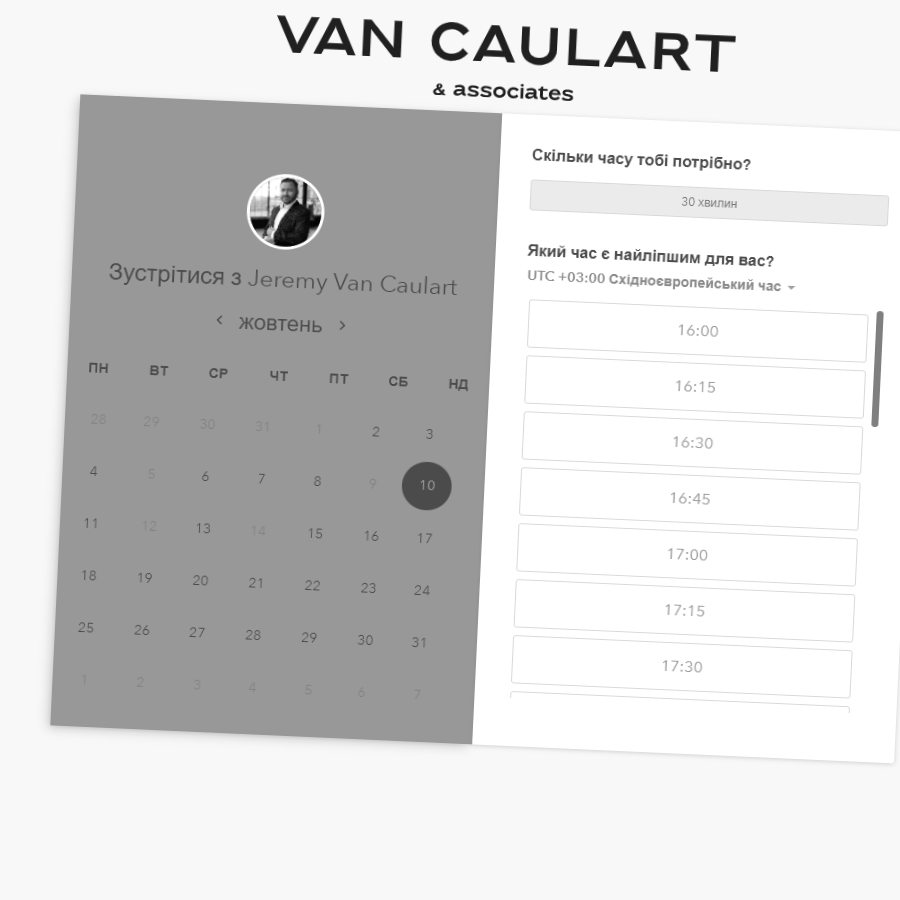 VAN CAULART
& associates
Зустрітися з Jeremy Van Caulart
жовтень
ПН ВТ СР ЧТ ПТ СБ НД
28 29 30 31 1 2 3
4 5 6 7 8 9 10
11 12 13 14 15 16 17
18 19 20 21 22 23 24
25 26 27 28 29 30 31
1 2 3 4 5 6 7
Скільки часу тобі потрібно?
30 хвилин
Який час є найліпшим для вас?
UTC +03:00 Східноєвропейський час
16:00
16:15
16:30
16:45
17:00
17:15
17:30